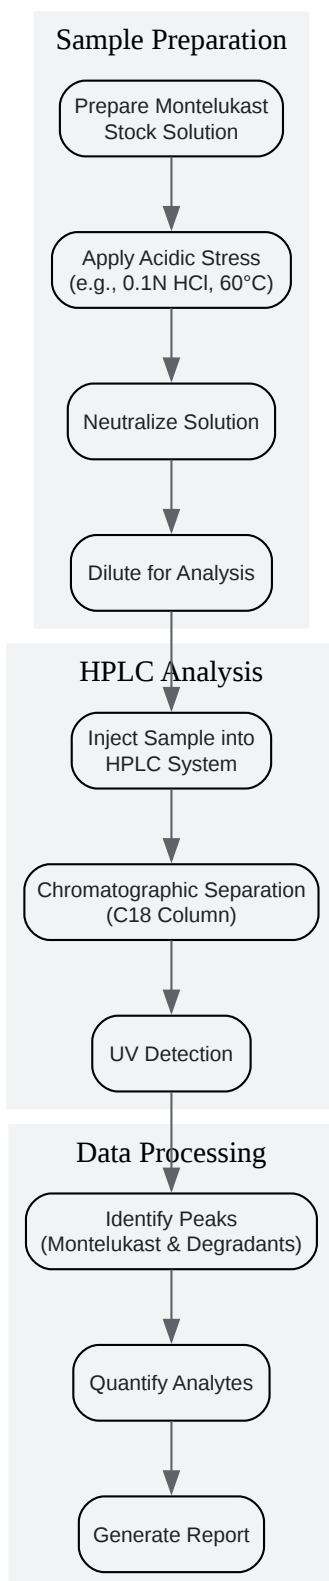 Sample Preparation
Prepare Montelukast
Stock Solution
Apply Acidic Stress
(e.g., 0.1N HCl, 60°C)
Neutralize Solution
Dilute for Analysis
HPLC Analysis
Inject Sample into
HPLC System
Chromatographic Separation
(C18 Column)
UV Detection
Data Processing
Identify Peaks
(Montelukast & Degradants)
Quantify Analytes
Generate Report